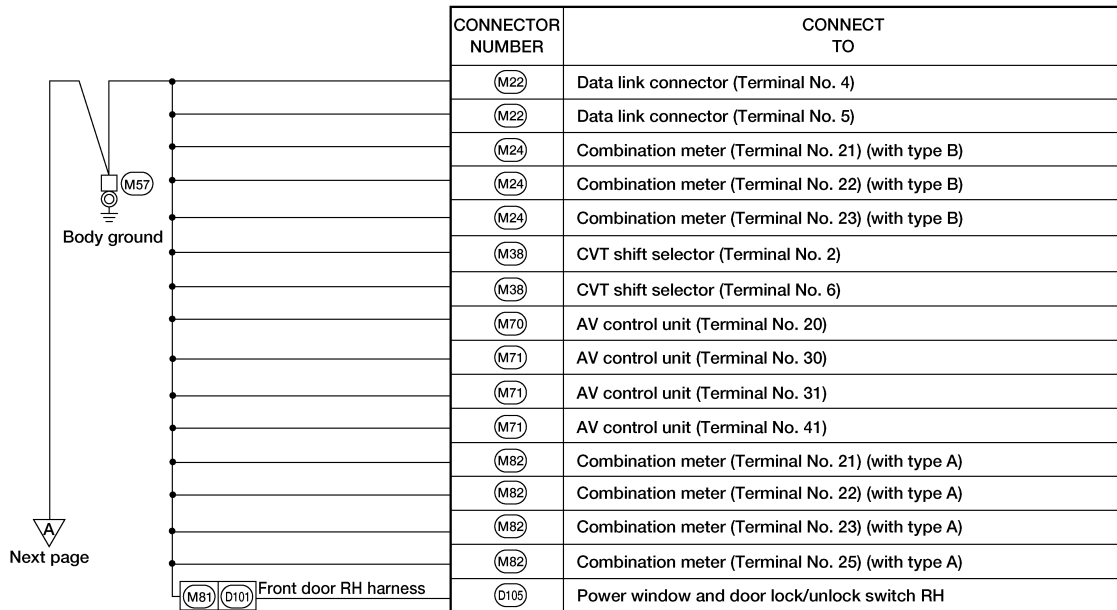 CONNECTOR NUMBER CONNECT TO
M22 Data link connector (Terminal No. 4)
M22 Data link connector (Terminal No. 5)
M24 Combination meter (Terminal No. 21) (with type B)
M57
M24 Combination meter (Terminal No. 22) (with type B)
M24 Combination meter (Terminal No. 23) (with type B)
Body ground
M38 CVT shift selector (Terminal No. 2)
M38 CVT shift selector (Terminal No. 6)
M70 AV control unit (Terminal No. 20)
M71 AV control unit (Terminal No. 30)
M71 AV control unit (Terminal No. 31)
M71 AV control unit (Terminal No. 41)
M82 Combination meter (Terminal No. 21) (with type A)
M82 Combination meter (Terminal No. 22) (with type A)
M82 Combination meter (Terminal No. 23) (with type A)
A
Next page
M82 Combination meter (Terminal No. 25) (with type A)
M81 D101 Front door RH harness D105 Power window and door lock/unlock switch RH